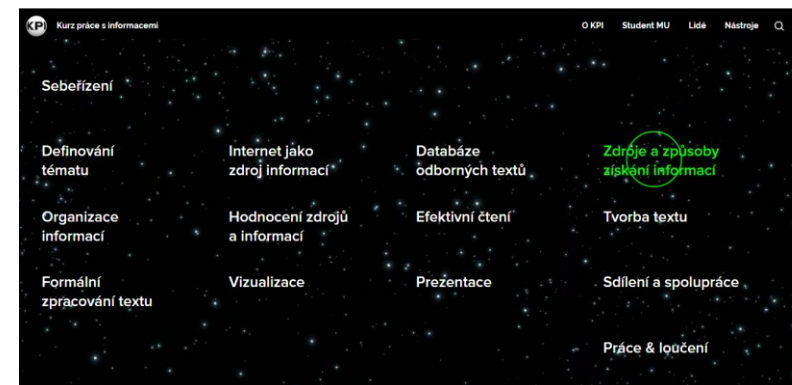 KPI Kurz práce s informacemi O KPI Student MU Lidé Nástroje
Sebeřízení
Definování
tématu
Internet jako
zdroj informací
Databáze
odborných textů
Zdroje a způsoby
získání informací
Organizace
informací
Hodnocení zdrojů
a informací
Efektivní čtení
Tvorba textu
Formální
zpracování textu
Vizualizace
Prezentace
Sdílení a spolupráce
Práce & loučení